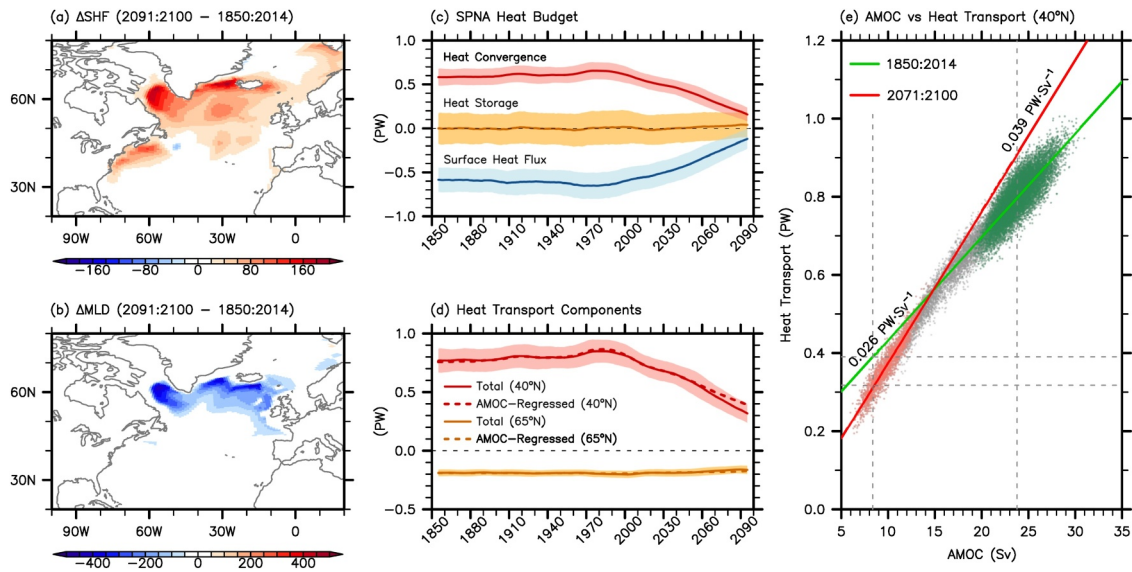 (a) ΔSHF (2091:2100 − 1850:2014)
60N
30N
90W
60W
30W
0
−160
−80
0
80
160
(b) ΔMLD (2091:2100 − 1850:2014)
60N
30N
90W
60W
30W
0
−400
−200
0
200
400
(c) SPNA Heat Budget
1.0
0.5
0.0
−0.5
−1.0
(PW)
Heat Convergence
Heat Storage
Surface Heat Flux
1850
1880
1910
1940
1970
2000
2030
2060
2090
(d) Heat Transport Components
1.0
0.5
0.0
−0.5
(PW)
Total (40°N)
AMOC−Regressed (40°N)
Total (65°N)
AMOC−Regressed (65°N)
1850
1880
1910
1940
1970
2000
2030
2060
2090
(e) AMOC vs Heat Transport (40°N)
1.2
1.0
0.8
0.6
0.4
0.2
0.0
Heat Transport (PW)
1850:2014
2071:2100
0.039 PW·Sv⁻¹
0.026 PW·Sv⁻¹
5
10
15
20
25
30
35
AMOC (Sv)